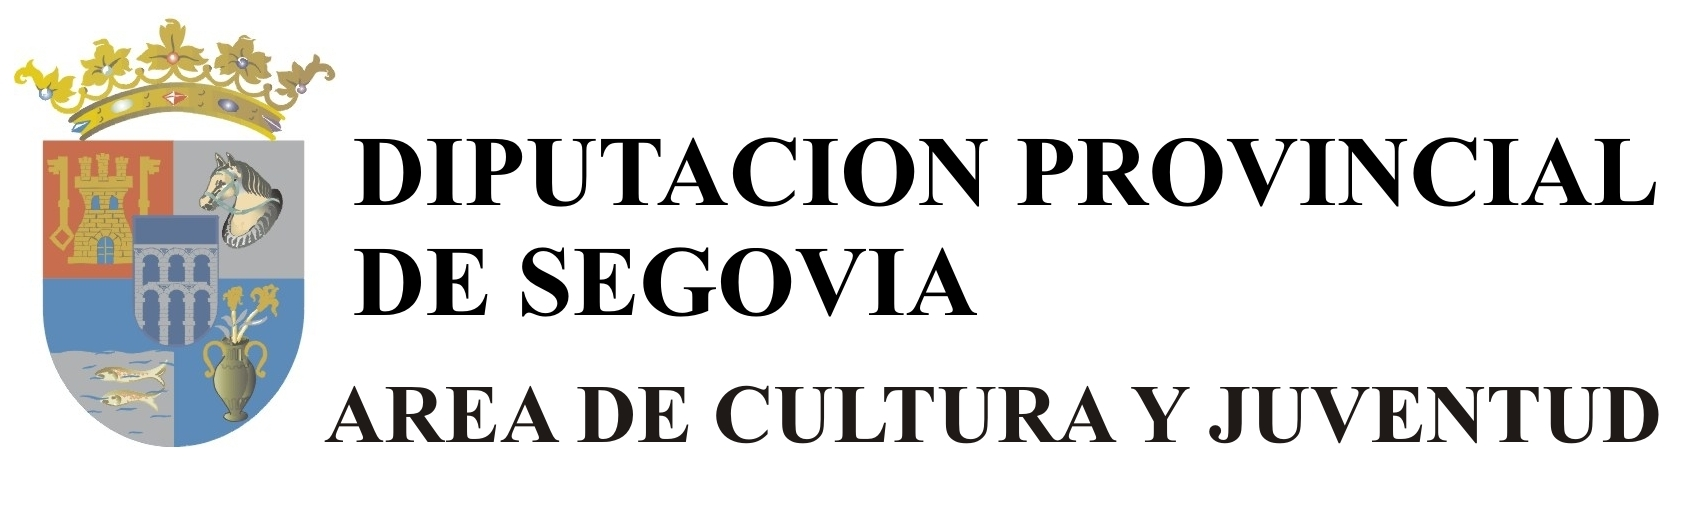 DIPUTACION PROVINCIAL
DE SEGOVIA
AREA DE CULTURA Y JUVENTUD